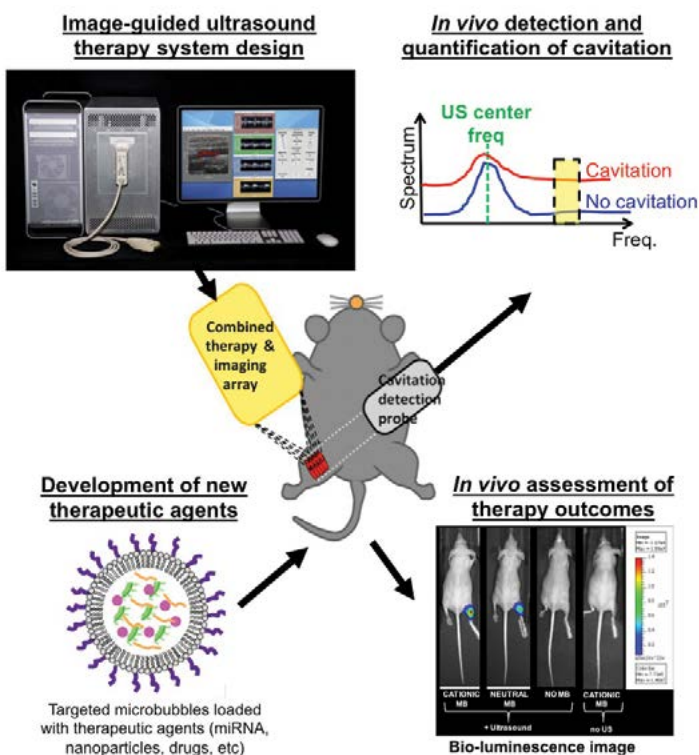 Image-guided ultrasound
therapy system design
In vivo detection and
quantification of cavitation
US center
freq
Spectrum
Cavitation
No cavitation
Freq.
Combined
therapy &
imaging
array
Cavitation
detection
probe
Development of new
therapeutic agents
In vivo assessment of
therapy outcomes
Targeted microbubbles loaded
with therapeutic agents (miRNA,
nanoparticles, drugs, etc)
CATIONIC
MB
NEUTRAL
MB
NO MB
CATIONIC
MB
+ Ultrasound
no US
Bio-luminescence image
Image